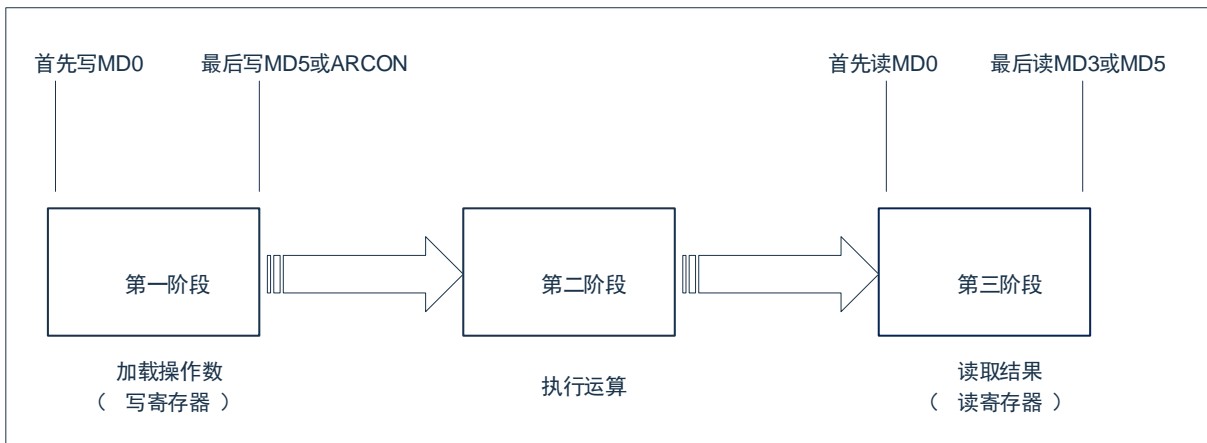 首先写MD0
最后写MD5或ARCON
首先读MD0
最后读MD3或MD5
第一阶段
第二阶段
第三阶段
加载操作数
（ 写寄存器 ）
执行运算
读取结果
（ 读寄存器 ）